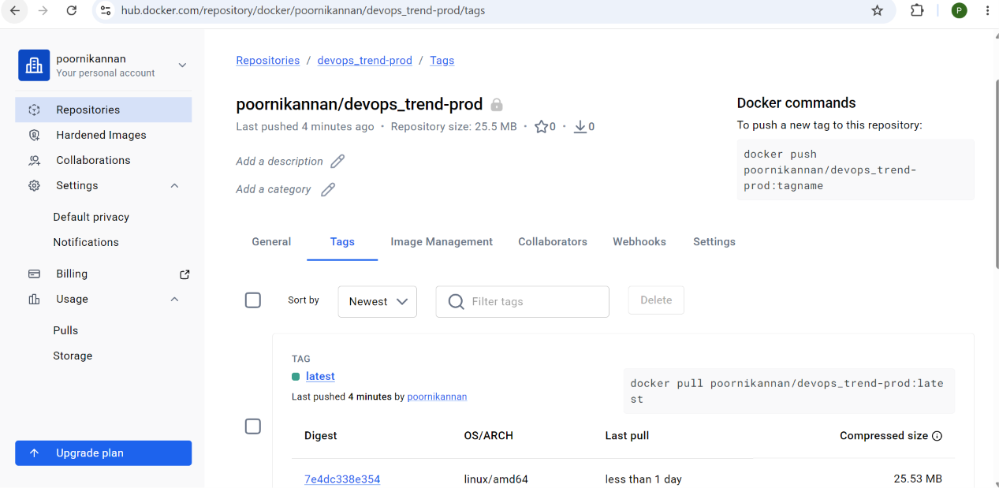 hub.docker.com/repository/docker/poornikannan/devops_trend-prod/tags
P
poornikannan
Your personal account
Repositories
Hardened Images
Collaborations
Settings
Default privacy
Notifications
Billing
Usage
Pulls
Storage
Upgrade plan
Repositories / devops_trend-prod / Tags
poornikannan/devops_trend-prod
Last pushed 4 minutes ago • Repository size: 25.5 MB • 0 • 0
Add a description
Add a category
Docker commands
To push a new tag to this repository:
docker push
poornikannan/devops_trend-
prod:tagname
General Tags Image Management Collaborators Webhooks Settings
Sort by Newest Filter tags Delete
TAG
latest
Last pushed 4 minutes by poornikannan
docker pull poornikannan/devops_trend-prod:late
st
Digest OS/ARCH Last pull Compressed size
7e4dc338e354 linux/amd64 less than 1 day 25.53 MB